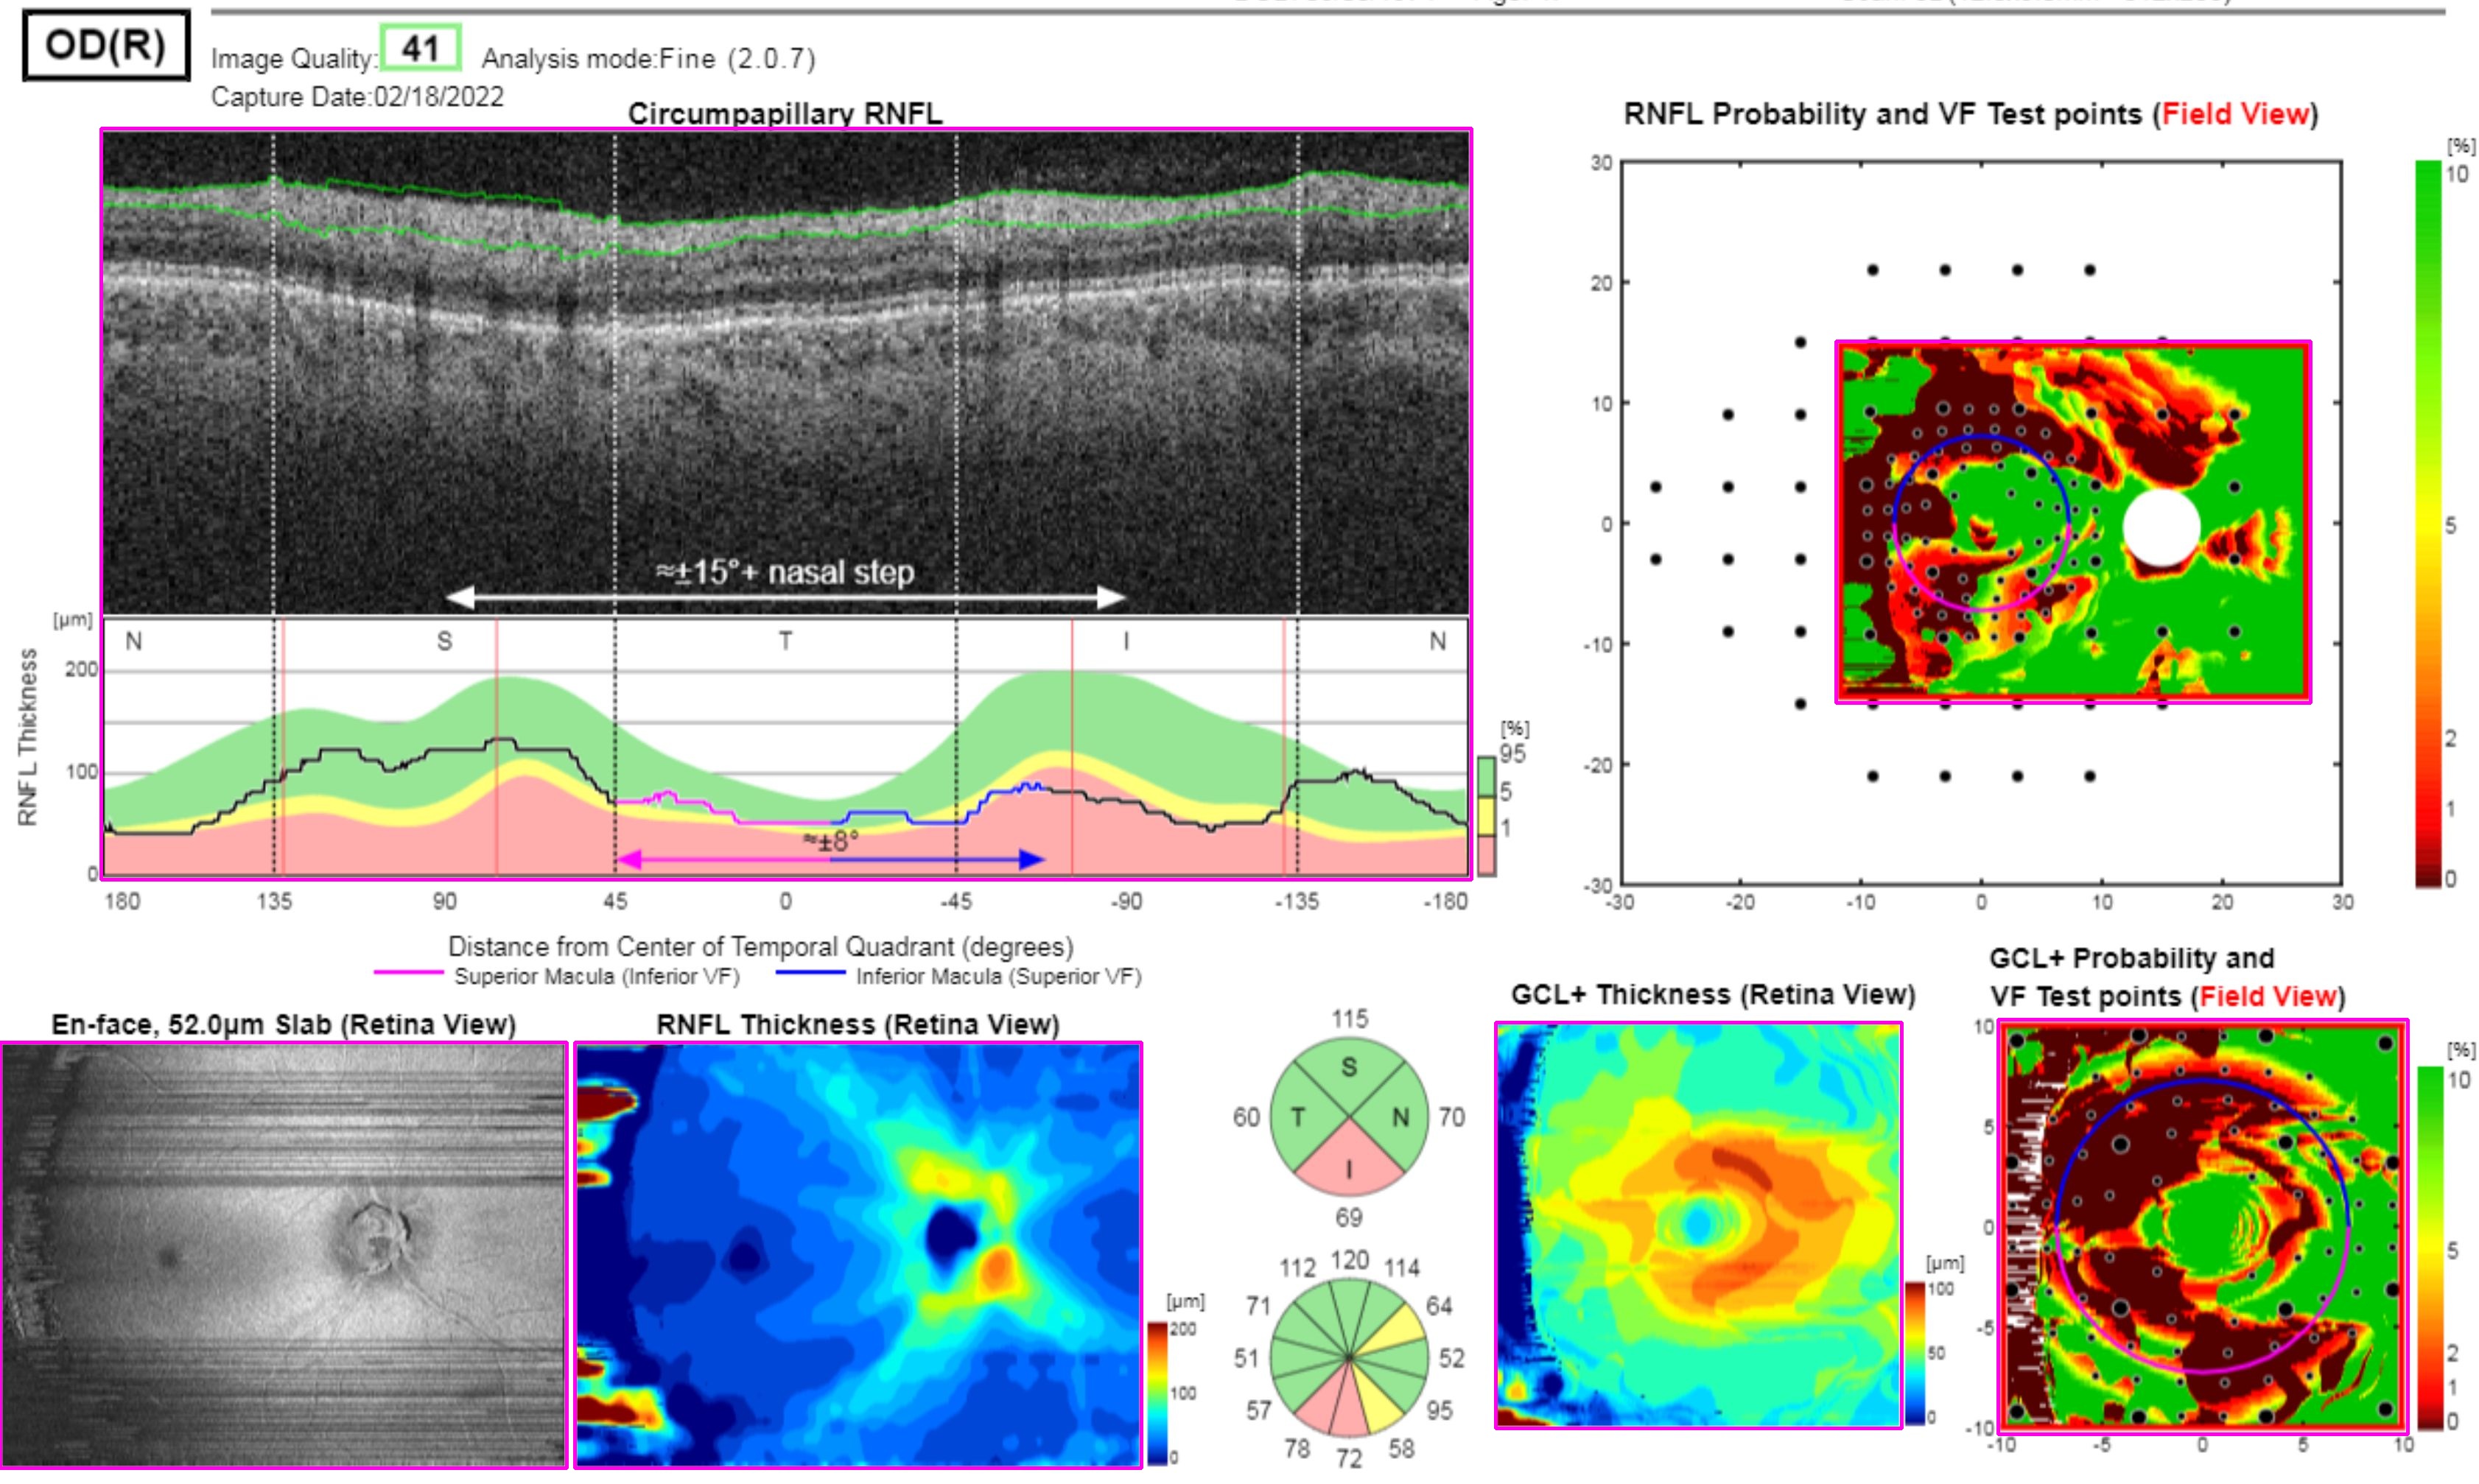 OD(R)
Image Quality: 41 Analysis mode:Fine (2.0.7)
Capture Date:02/18/2022
Circumpapillary RNFL
≈±15°+ nasal step
[µm]
N S T I N
200
100
0
RNFL Thickness
≈±8°
180 135 90 45 0 -45 -90 -135 -180
Distance from Center of Temporal Quadrant (degrees)
Superior Macula (Inferior VF) Inferior Macula (Superior VF)
[%]
95
5
1
RNFL Probability and VF Test points (Field View)
30
20
10
0
-10
-20
-30
-30 -20 -10 0 10 20 30
[%]
10
5
2
1
0
En-face, 52.0µm Slab (Retina View)
RNFL Thickness (Retina View)
[µm]
200
100
0
115
S
60 T N 70
I
69
112 120 114
71 64
51 52
57 95
78 72 58
GCL+ Thickness (Retina View)
[µm]
100
50
0
GCL+ Probability and
VF Test points (Field View)
10
5
0
-5
-10
-10 -5 0 5 10
[%]
10
5
2
1
0